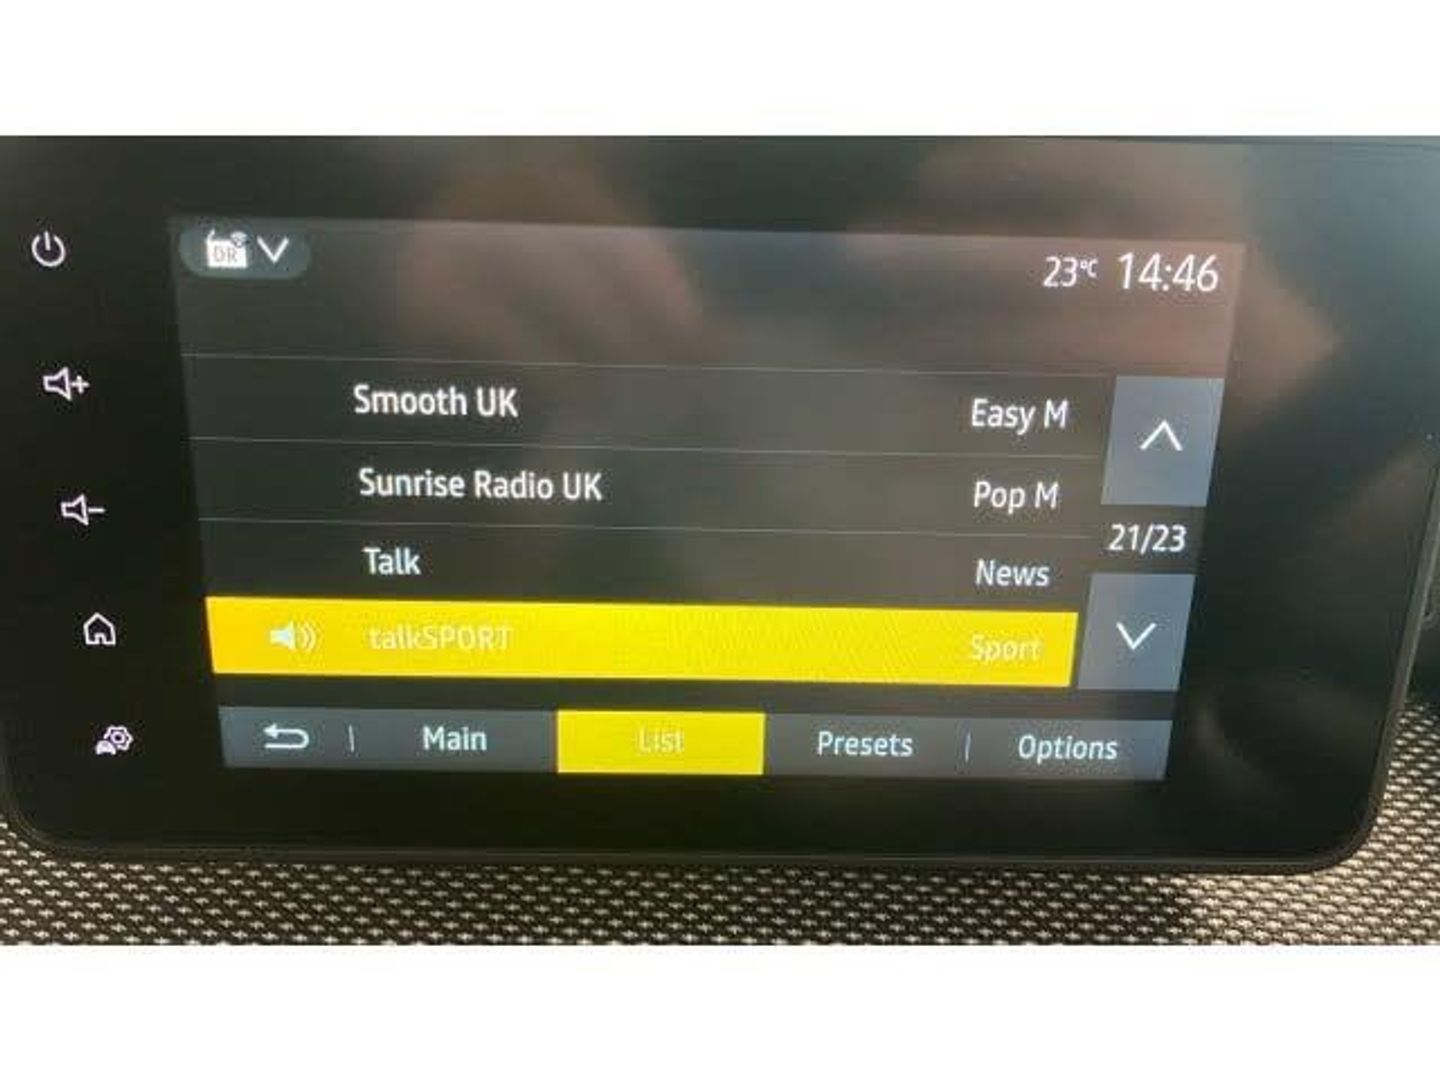 DR
23°C 14:46
Smooth UK Easy M
Sunrise Radio UK Pop M
21/23
Talk News
talkSPORT Sport
Main List Presets Options